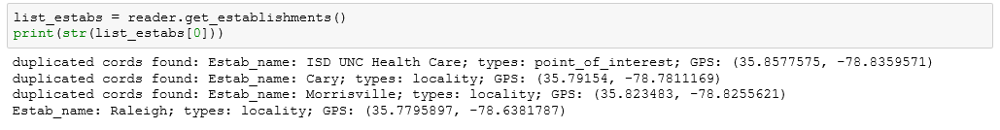 list_estabs = reader.get_establishments()
print(str(list_estabs[0]))
duplicated cords found: Estab_name: ISD UNC Health Care; types: point_of_interest; GPS: (35.8577575, -78.8359571)
duplicated cords found: Estab_name: Cary; types: locality; GPS: (35.79154, -78.7811169)
duplicated cords found: Estab_name: Morrisville; types: locality; GPS: (35.823483, -78.8255621)
Estab_name: Raleigh; types: locality; GPS: (35.7795897, -78.6381787)